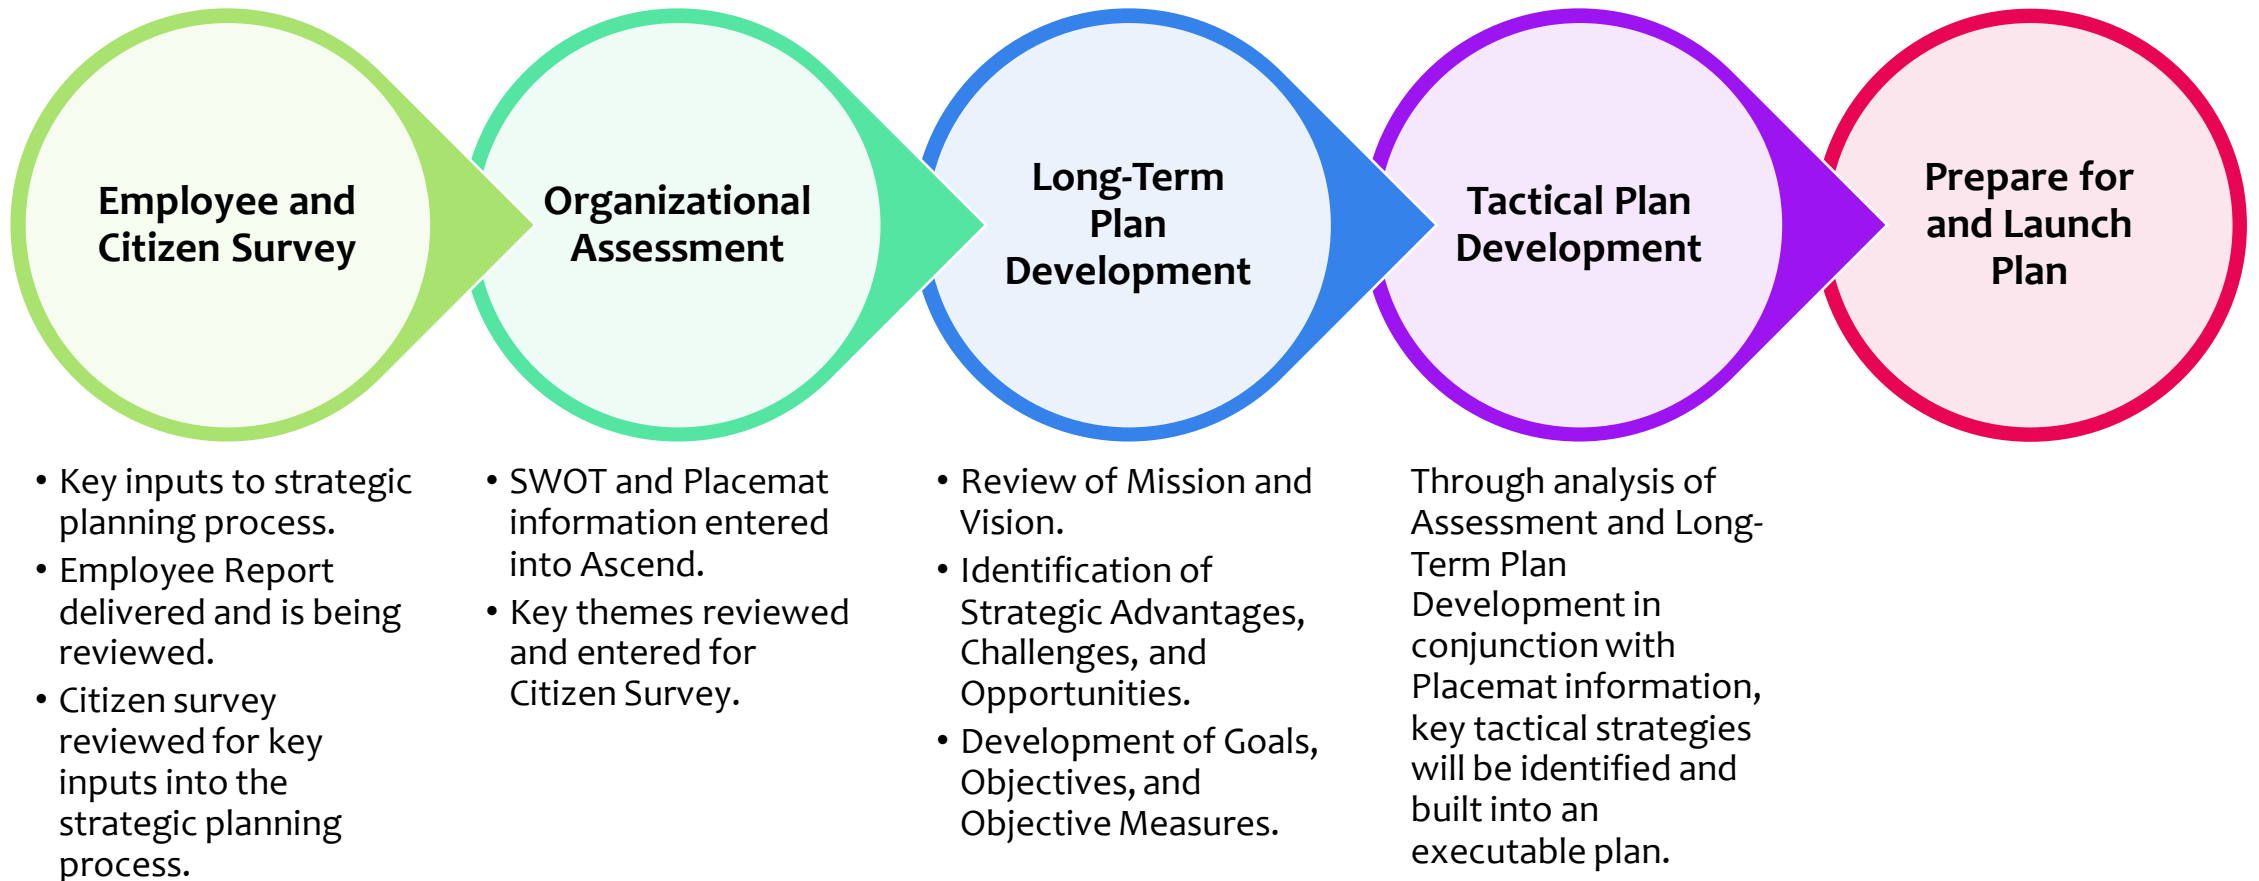 Employee and
Citizen Survey
Organizational
Assessment
Long-Term
Plan
Development
Tactical Plan
Development
Prepare for
and Launch
Plan
• Key inputs to strategic
planning process.
• Employee Report
delivered and is being
reviewed.
• Citizen survey
reviewed for key
inputs into the
strategic planning
process.
• SWOT and Placemat
information entered
into Ascend.
• Key themes reviewed
and entered for
Citizen Survey.
• Review of Mission and
Vision.
• Identification of
Strategic Advantages,
Challenges, and
Opportunities.
• Development of Goals,
Objectives, and
Objective Measures.
Through analysis of
Assessment and Long-
Term Plan
Development in
conjunction with
Placemat information,
key tactical strategies
will be identified and
built into an
executable plan.